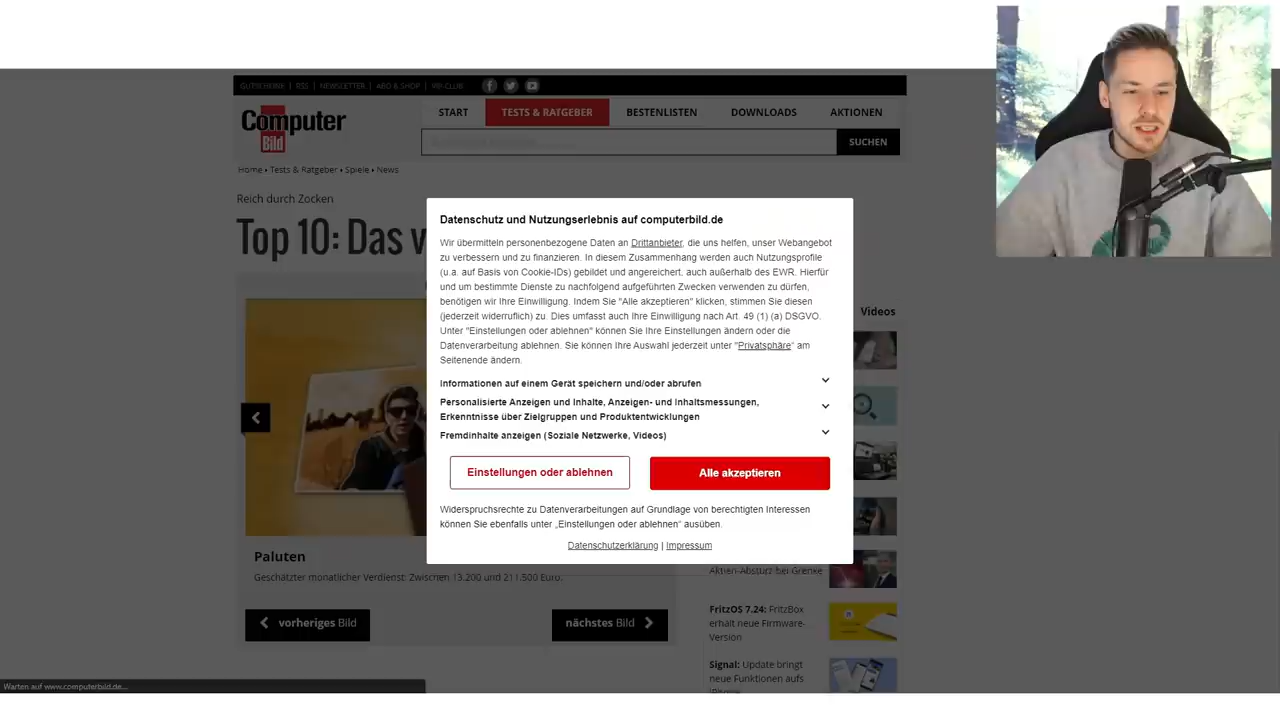 GUTSCHEINE | RSS | NEWSLETTER | ABO & SHOP | VIP-CLUB
Computer
Bild
START TESTS & RATGEBER BESTENLISTEN DOWNLOADS AKTIONEN
SUCHEN
Home • Tests & Ratgeber • Spiele • News
Reich durch Zocken
Top 10: Das v
Datenschutz und Nutzungserlebnis auf computerbild.de
Wir übermitteln personenbezogene Daten an Drittanbieter, die uns helfen, unser Webangebot
zu verbessern und zu finanzieren. In diesem Zusammenhang werden auch Nutzungsprofile
(u.a. auf Basis von Cookie-IDs) gebildet und angereichert, auch außerhalb des EWR. Hierfür
und um bestimmte Dienste zu nachfolgend aufgeführten Zwecken verwenden zu dürfen,
benötigen wir Ihre Einwilligung. Indem Sie "Alle akzeptieren" klicken, stimmen Sie diesen
(jederzeit widerruflich) zu. Dies umfasst auch Ihre Einwilligung nach Art. 49 (1) (a) DSGVO.
Unter "Einstellungen oder ablehnen" können Sie Ihre Einstellungen ändern oder die
Datenverarbeitung ablehnen. Sie können Ihre Auswahl jederzeit unter "Privatsphäre" am
Seitenende ändern.
Informationen auf einem Gerät speichern und/oder abrufen
Personalisierte Anzeigen und Inhalte, Anzeigen- und Inhaltsmessungen,
Erkenntnisse über Zielgruppen und Produktentwicklungen
Fremdinhalte anzeigen (Soziale Netzwerke, Videos)
Einstellungen oder ablehnen
Alle akzeptieren
Widerspruchsrechte zu Datenverarbeitungen auf Grundlage von berechtigten Interessen
können Sie ebenfalls unter „Einstellungen oder ablehnen" ausüben.
Datenschutzerklärung | Impressum
Paluten
Geschätzter monatlicher Verdienst: Zwischen 13.200 und 211.500 Euro.
vorheriges Bild
nächstes Bild
Videos
Aktien-Absturz bei Grenke
FritzOS 7.24: FritzBox
erhält neue Firmware-
Version
Signal: Update bringt
neue Funktionen aufs
iPhone
Warten auf www.computerbild.de...